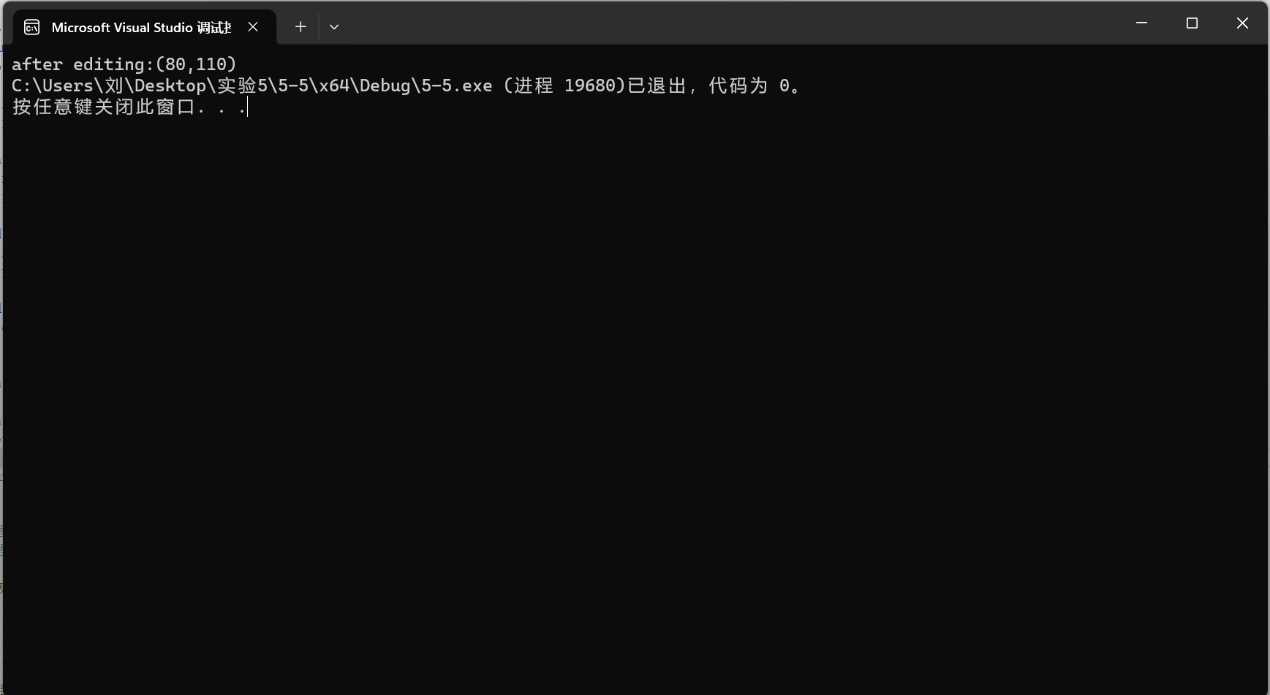 Microsoft Visual Studio 调试
after editing:(80,110)
C:\Users\刘\Desktop\实验5\5-5\x64\Debug\5-5.exe (进程 19680)已退出，代码为 0。
按任意键关闭此窗口. . .